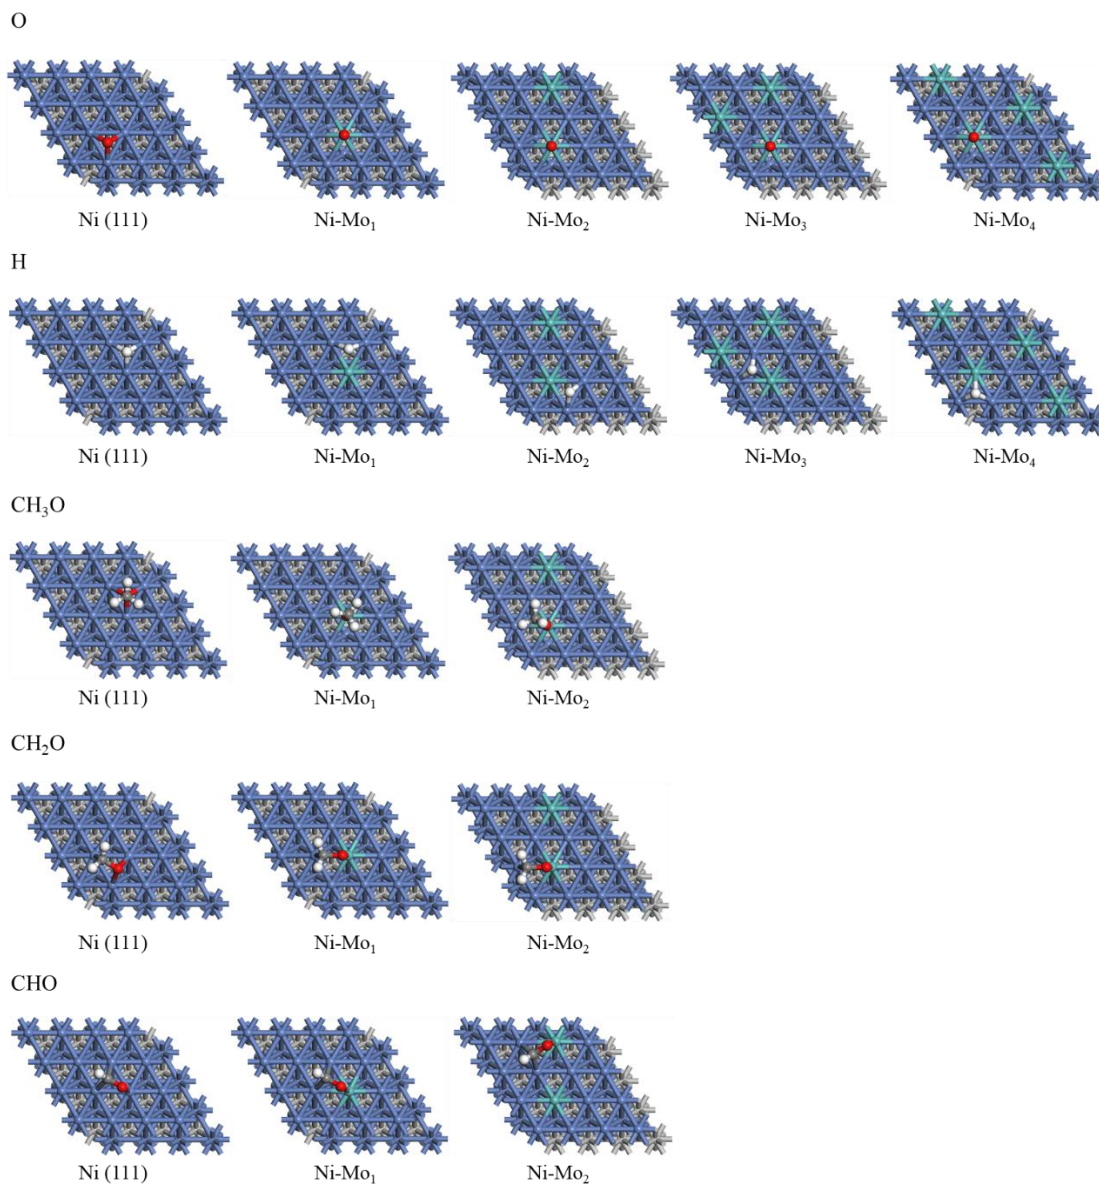 O
Ni (111) Ni-Mo₁ Ni-Mo₂ Ni-Mo₃ Ni-Mo₄
H
Ni (111) Ni-Mo₁ Ni-Mo₂ Ni-Mo₃ Ni-Mo₄
CH₃O
Ni (111) Ni-Mo₁ Ni-Mo₂
CH₂O
Ni (111) Ni-Mo₁ Ni-Mo₂
CHO
Ni (111) Ni-Mo₁ Ni-Mo₂